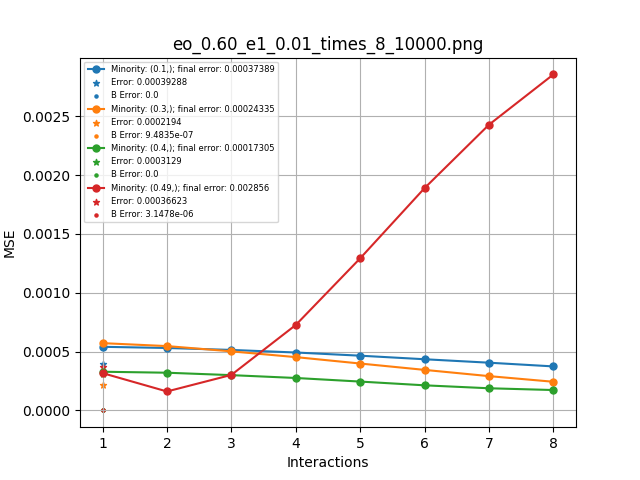 eo_0.60_e1_0.01_times_8_10000.png
Minority: (0.1,); final error: 0.00037389
Error: 0.00039288
B Error: 0.0
Minority: (0.3,); final error: 0.00024335
Error: 0.0002194
B Error: 9.4835e-07
Minority: (0.4,); final error: 0.00017305
Error: 0.0003129
B Error: 0.0
Minority: (0.49,); final error: 0.002856
Error: 0.00036623
B Error: 3.1478e-06
0.0025
0.0020
0.0015
0.0010
0.0005
0.0000
MSE
1 2 3 4 5 6 7 8
Interactions